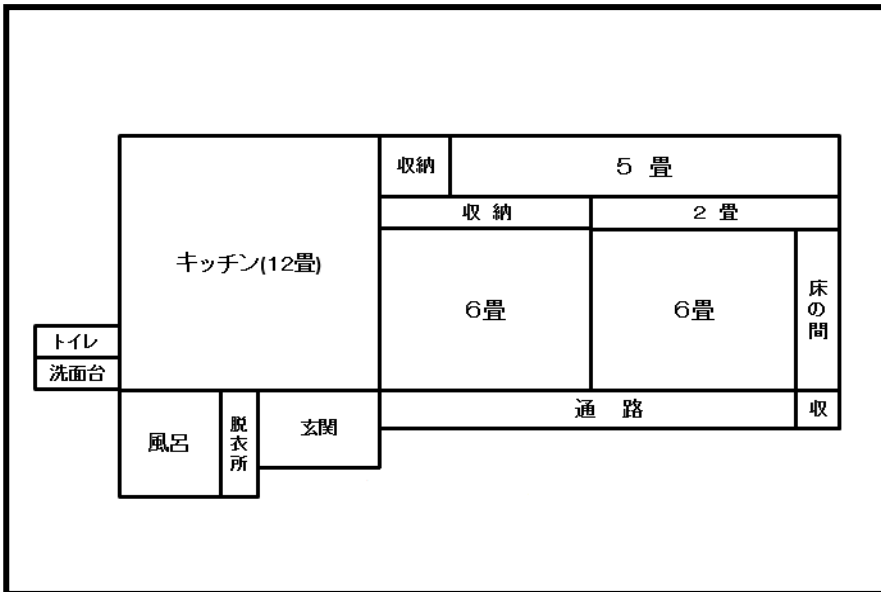 収納
５ 畳
収 納
２ 畳
キッチン(12畳)
６畳
６畳
床の間
トイレ
洗面台
風呂
脱衣所
玄関
通 路
収